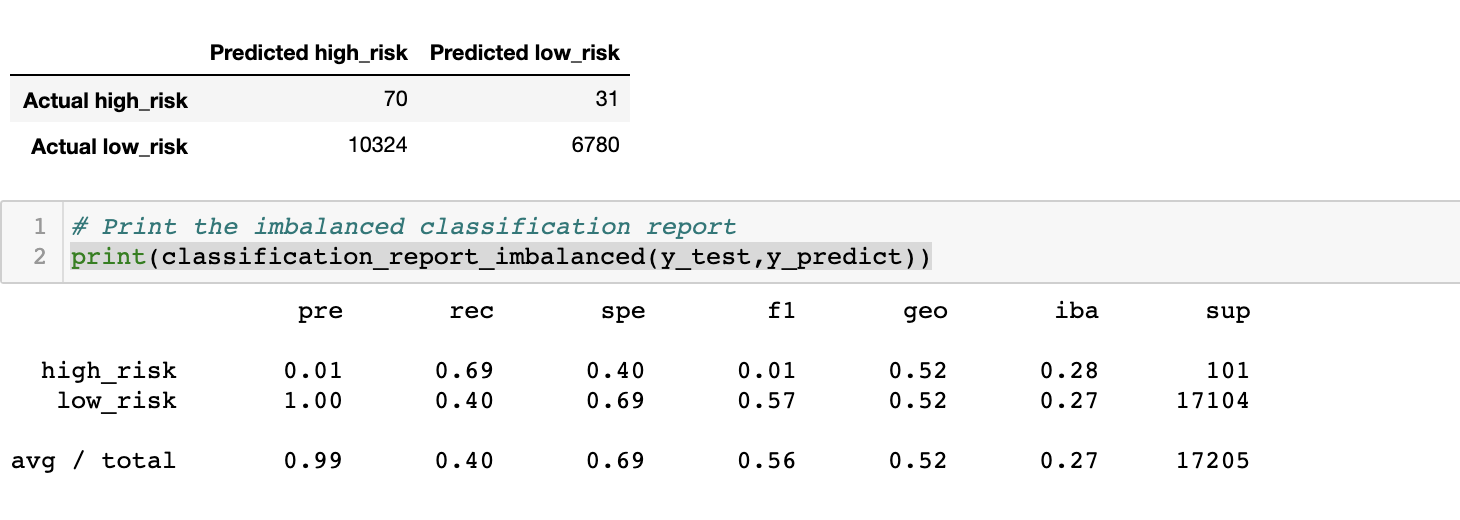 Predicted high_risk Predicted low_risk
Actual high_risk 70 31
Actual low_risk 10324 6780
1 # Print the imbalanced classification report
2 print(classification_report_imbalanced(y_test,y_predict))
pre rec spe f1 geo iba sup
high_risk 0.01 0.69 0.40 0.01 0.52 0.28 101
low_risk 1.00 0.40 0.69 0.57 0.52 0.27 17104
avg / total 0.99 0.40 0.69 0.56 0.52 0.27 17205